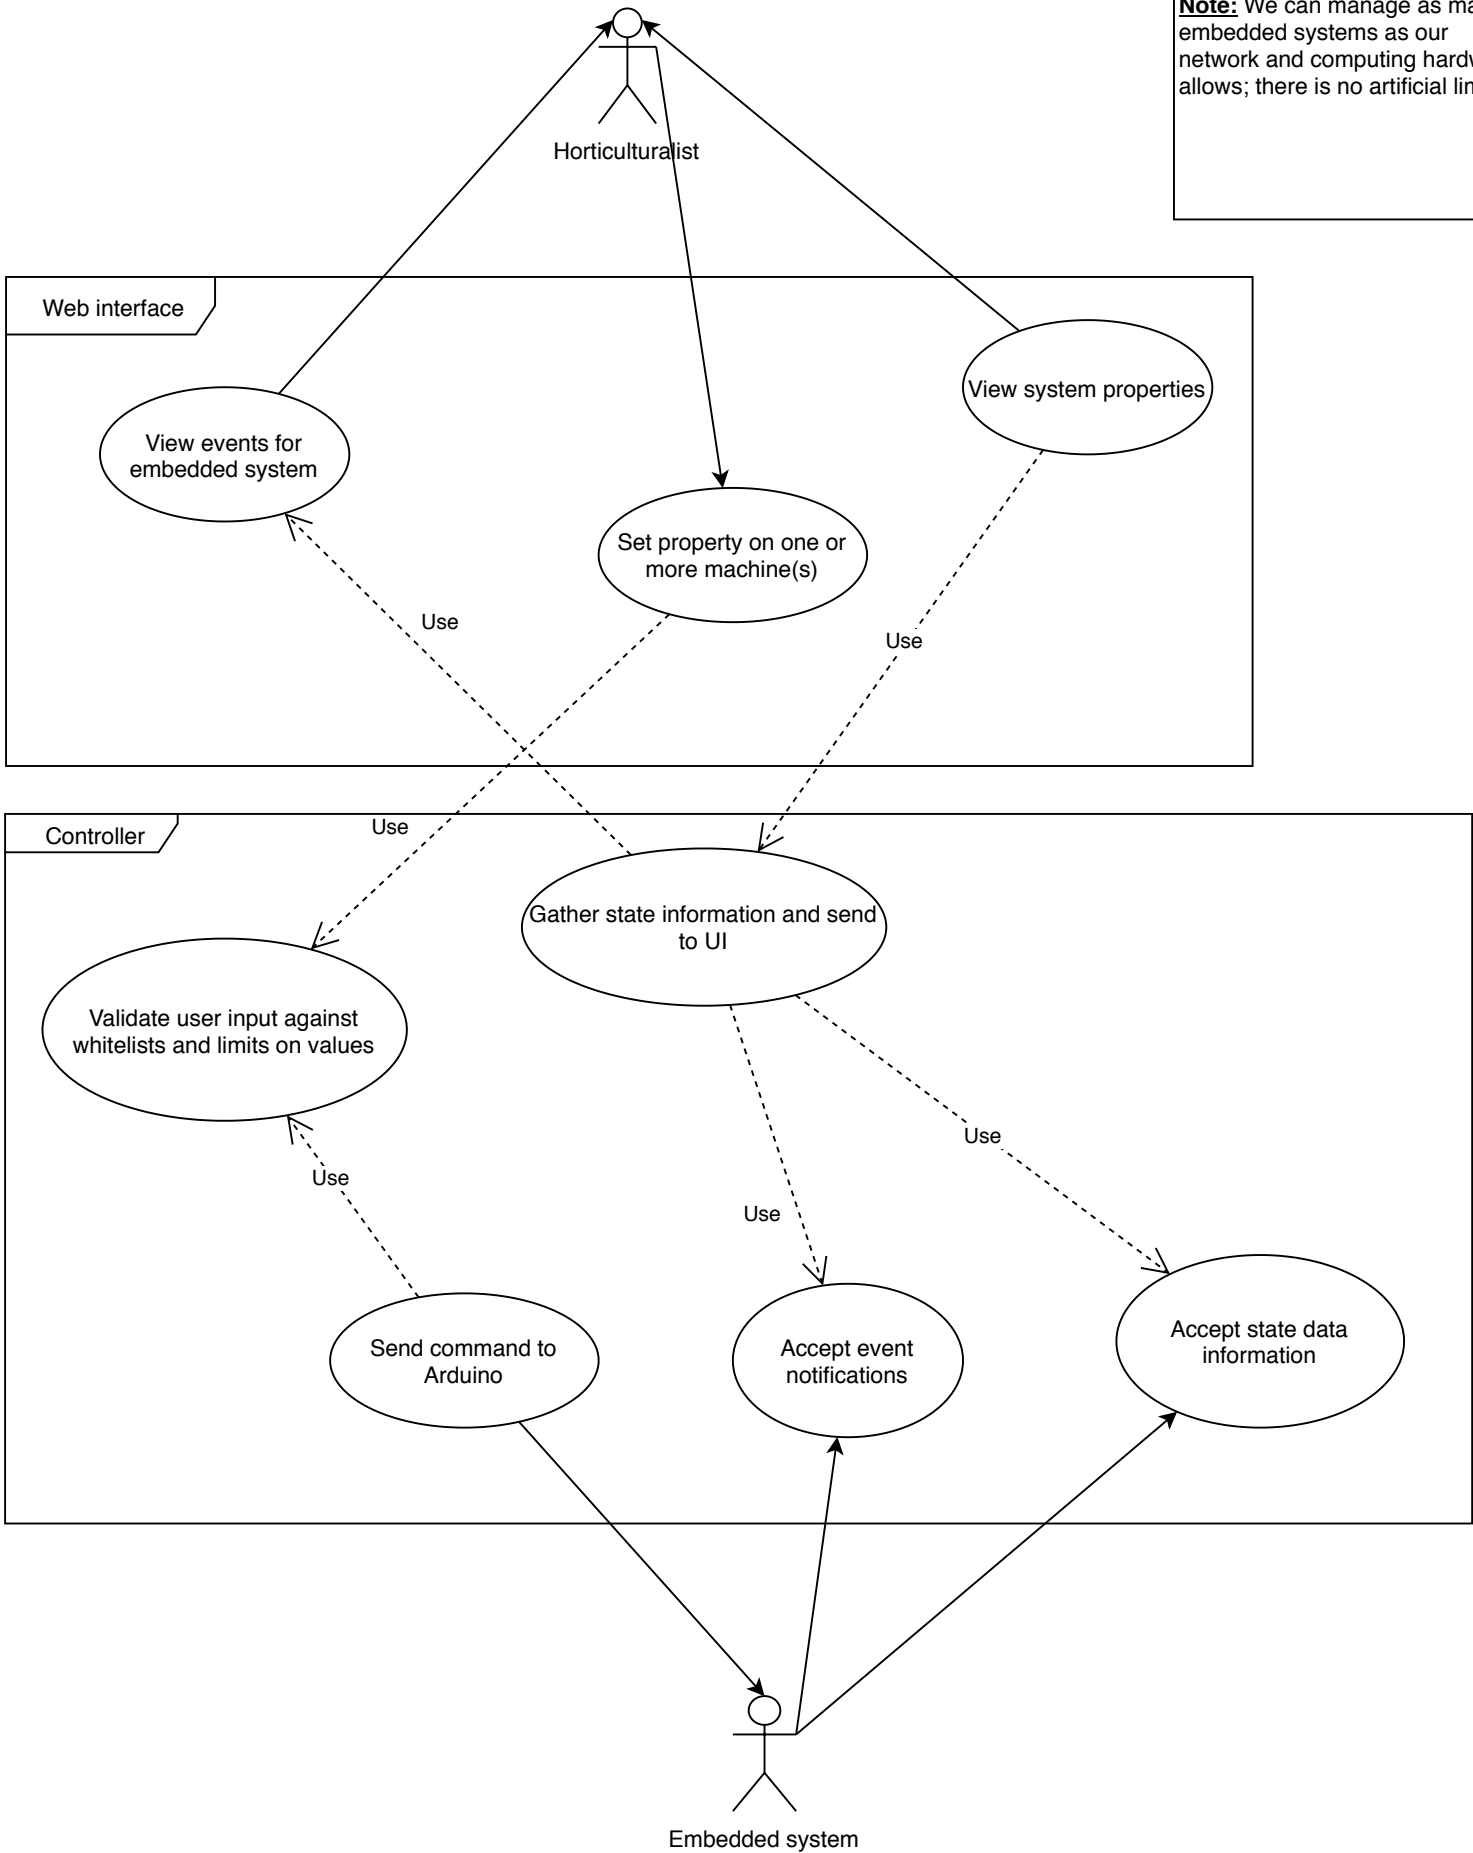 Note: We can manage as
embedded systems as our
network and computing
allows; there is no artificial
Horticulturalist
Web interface
View system properties
View events for
embedded system
Set property on one or
more machine(s)
Use
Use
Use
Controller
Gather state information and send
to UI
Validate user input against
whitelists and limits on values
Use
Use
Use
Send command to
Arduino
Accept event
notifications
Accept state data
information
Embedded system